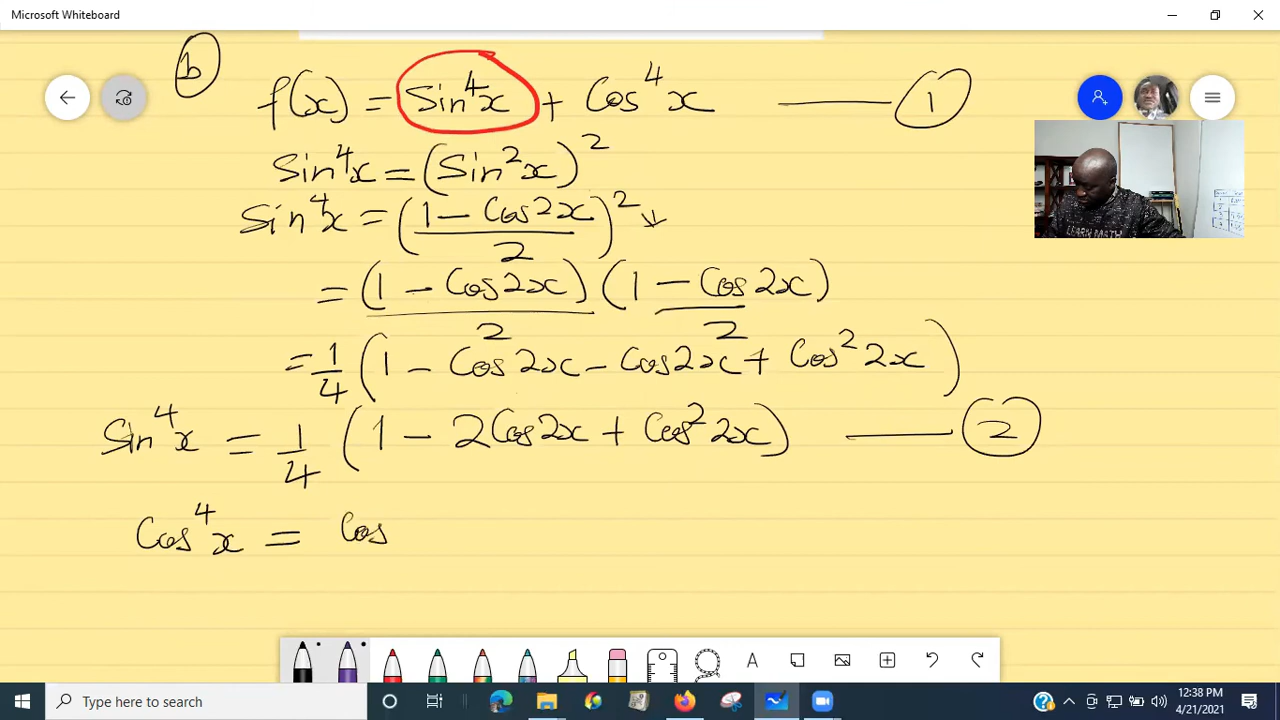 Microsoft Whiteboard
b
f(x) = Sin⁴x + Cos⁴x —— 1
Sin⁴x = (Sin²x)²
Sin⁴x = ((1 - Cos2x)/2)²
= (1 - Cos2x)/2 (1 - Cos2x)/2
= 1/4 (1 - Cos2x - Cos2x + Cos²2x)
Sin⁴x = 1/4 (1 - 2Cos2x + Cos²2x) —— 2
Cos⁴x = Cos
LEARN MATH
A
Type here to search
12:38 PM
4/21/2021